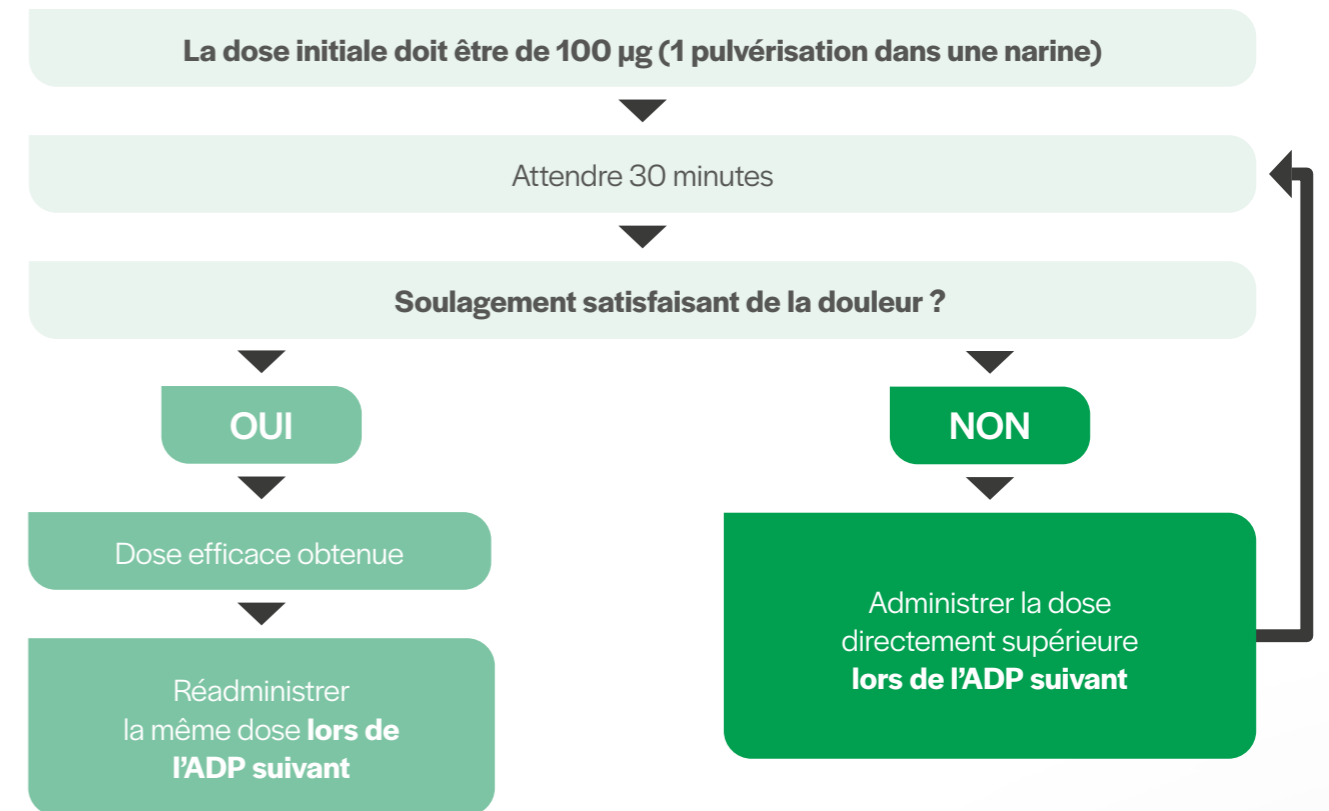 La dose initiale doit être de 100 µg (1 pulvérisation dans une narine)
Attendre 30 minutes
Soulagement satisfaisant de la douleur ?
OUI
NON
Dose efficace obtenue
Réadministrer
la même dose lors de
l'ADP suivant
Administrer la dose
directement supérieure
lors de l'ADP suivant